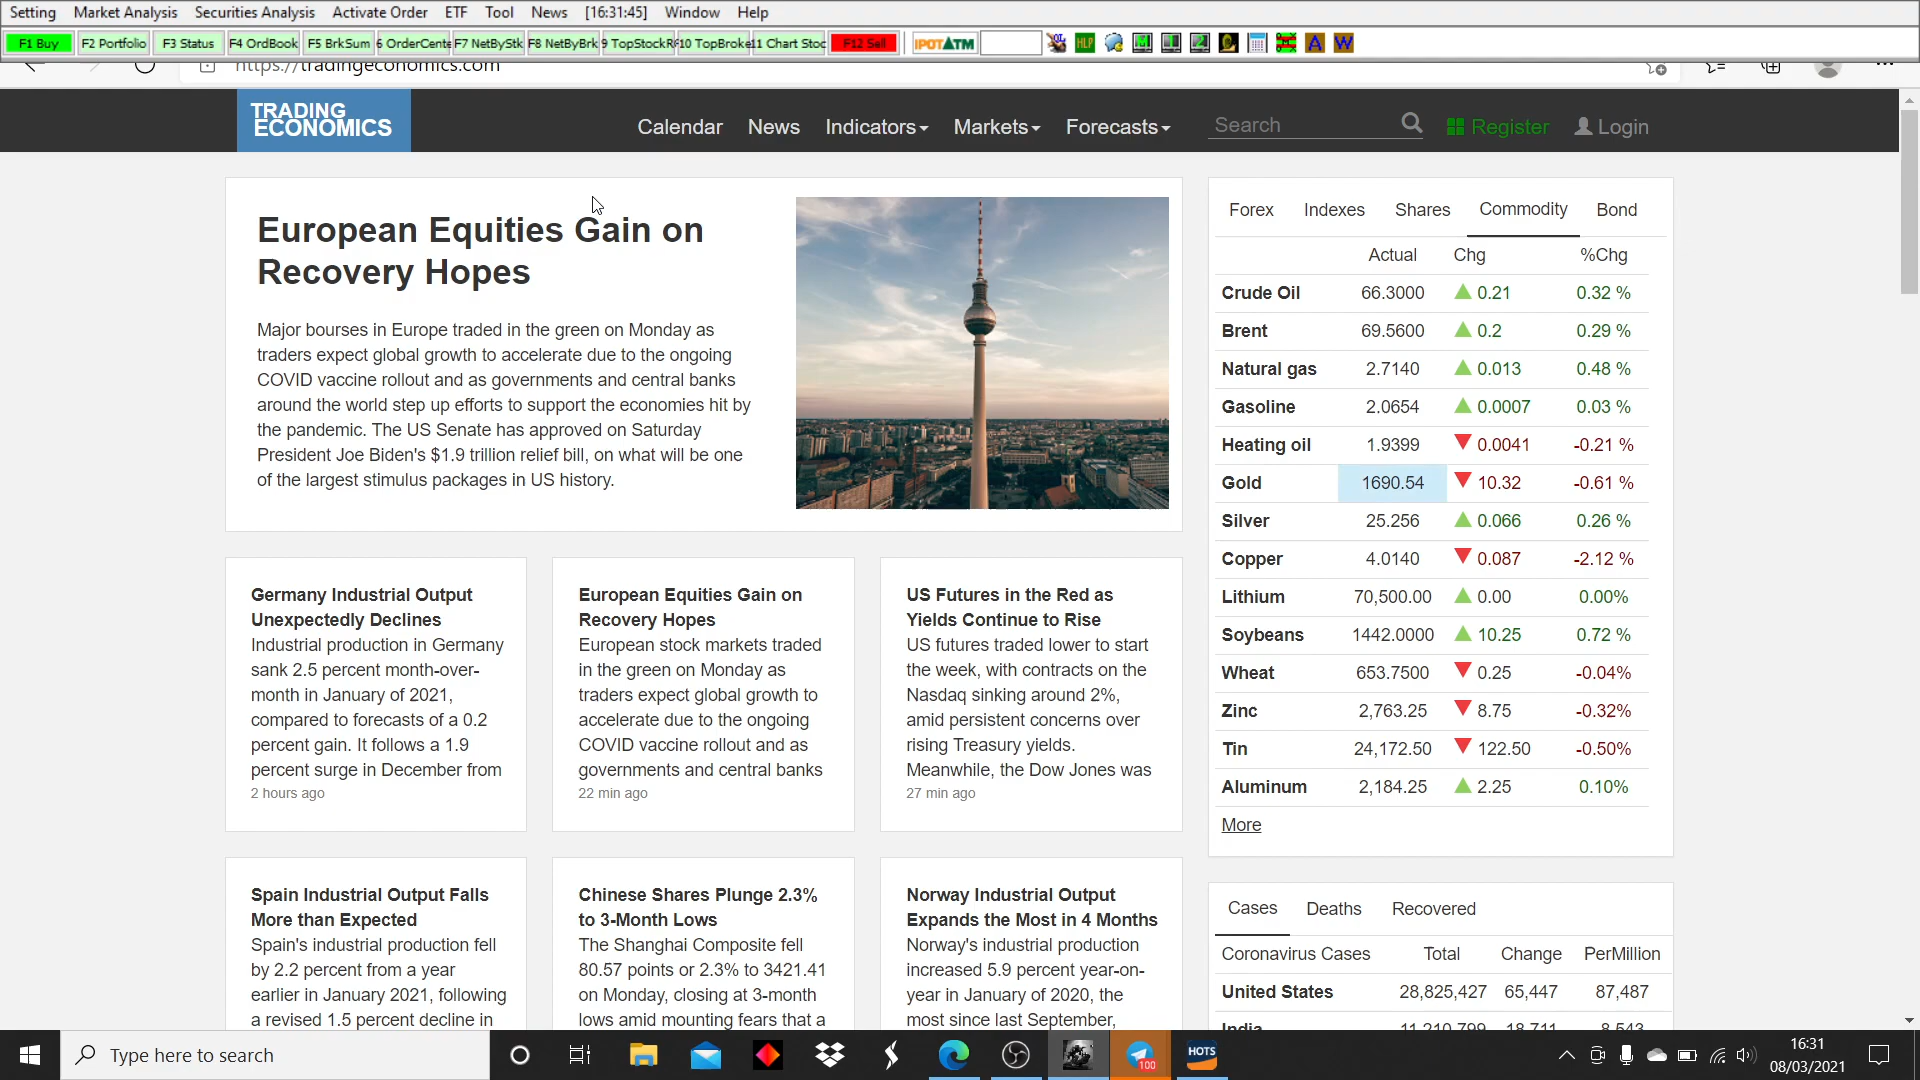 Setting Market Analysis Securities Analysis Activate Order ETF Tool News [16:31:45] Window Help
F1 Buy F2 Portfolio F3 Status F4 OrdBook F5 BrkSum 6 OrderCente F7 NetByStk F8 NetByBrk 9 TopStockR 10 TopBroke 11 Chart Stoc F12 Sell IPOT ATM HLP A W
https://tradingeconomics.com
TRADING
ECONOMICS
Calendar News Indicators Markets Forecasts Search Register Login
European Equities Gain on
Recovery Hopes
Major bourses in Europe traded in the green on Monday as
traders expect global growth to accelerate due to the ongoing
COVID vaccine rollout and as governments and central banks
around the world step up efforts to support the economies hit by
the pandemic. The US Senate has approved on Saturday
President Joe Biden's $1.9 trillion relief bill, on what will be one
of the largest stimulus packages in US history.
Forex Indexes Shares Commodity Bond
Actual Chg %Chg
Crude Oil 66.3000 0.21 0.32 %
Brent 69.5600 0.2 0.29 %
Natural gas 2.7140 0.013 0.48 %
Gasoline 2.0654 0.0007 0.03 %
Heating oil 1.9399 0.0041 -0.21 %
Gold 1690.54 10.32 -0.61 %
Silver 25.256 0.066 0.26 %
Copper 4.0140 0.087 -2.12 %
Lithium 70,500.00 0.00 0.00%
Soybeans 1442.0000 10.25 0.72 %
Wheat 653.7500 0.25 -0.04%
Zinc 2,763.25 8.75 -0.32%
Tin 24,172.50 122.50 -0.50%
Aluminum 2,184.25 2.25 0.10%
More
Germany Industrial Output
Unexpectedly Declines
Industrial production in Germany
sank 2.5 percent month-over-
month in January of 2021,
compared to forecasts of a 0.2
percent gain. It follows a 1.9
percent surge in December from
2 hours ago
European Equities Gain on
Recovery Hopes
European stock markets traded
in the green on Monday as
traders expect global growth to
accelerate due to the ongoing
COVID vaccine rollout and as
governments and central banks
22 min ago
US Futures in the Red as
Yields Continue to Rise
US futures traded lower to start
the week, with contracts on the
Nasdaq sinking around 2%,
amid persistent concerns over
rising Treasury yields.
Meanwhile, the Dow Jones was
27 min ago
Spain Industrial Output Falls
More than Expected
Spain's industrial production fell
by 2.2 percent from a year
earlier in January 2021, following
a revised 1.5 percent decline in
Chinese Shares Plunge 2.3%
to 3-Month Lows
The Shanghai Composite fell
80.57 points or 2.3% to 3421.41
on Monday, closing at 3-month
lows amid mounting fears that a
Norway Industrial Output
Expands the Most in 4 Months
Norway's industrial production
increased 5.9 percent year-on-
year in January of 2020, the
most since last September,
Cases Deaths Recovered
Coronavirus Cases Total Change PerMillion
United States 28,825,427 65,447 87,487
India 11,210,799 18,711 8,543
Type here to search
100
HOTS
16:31
08/03/2021